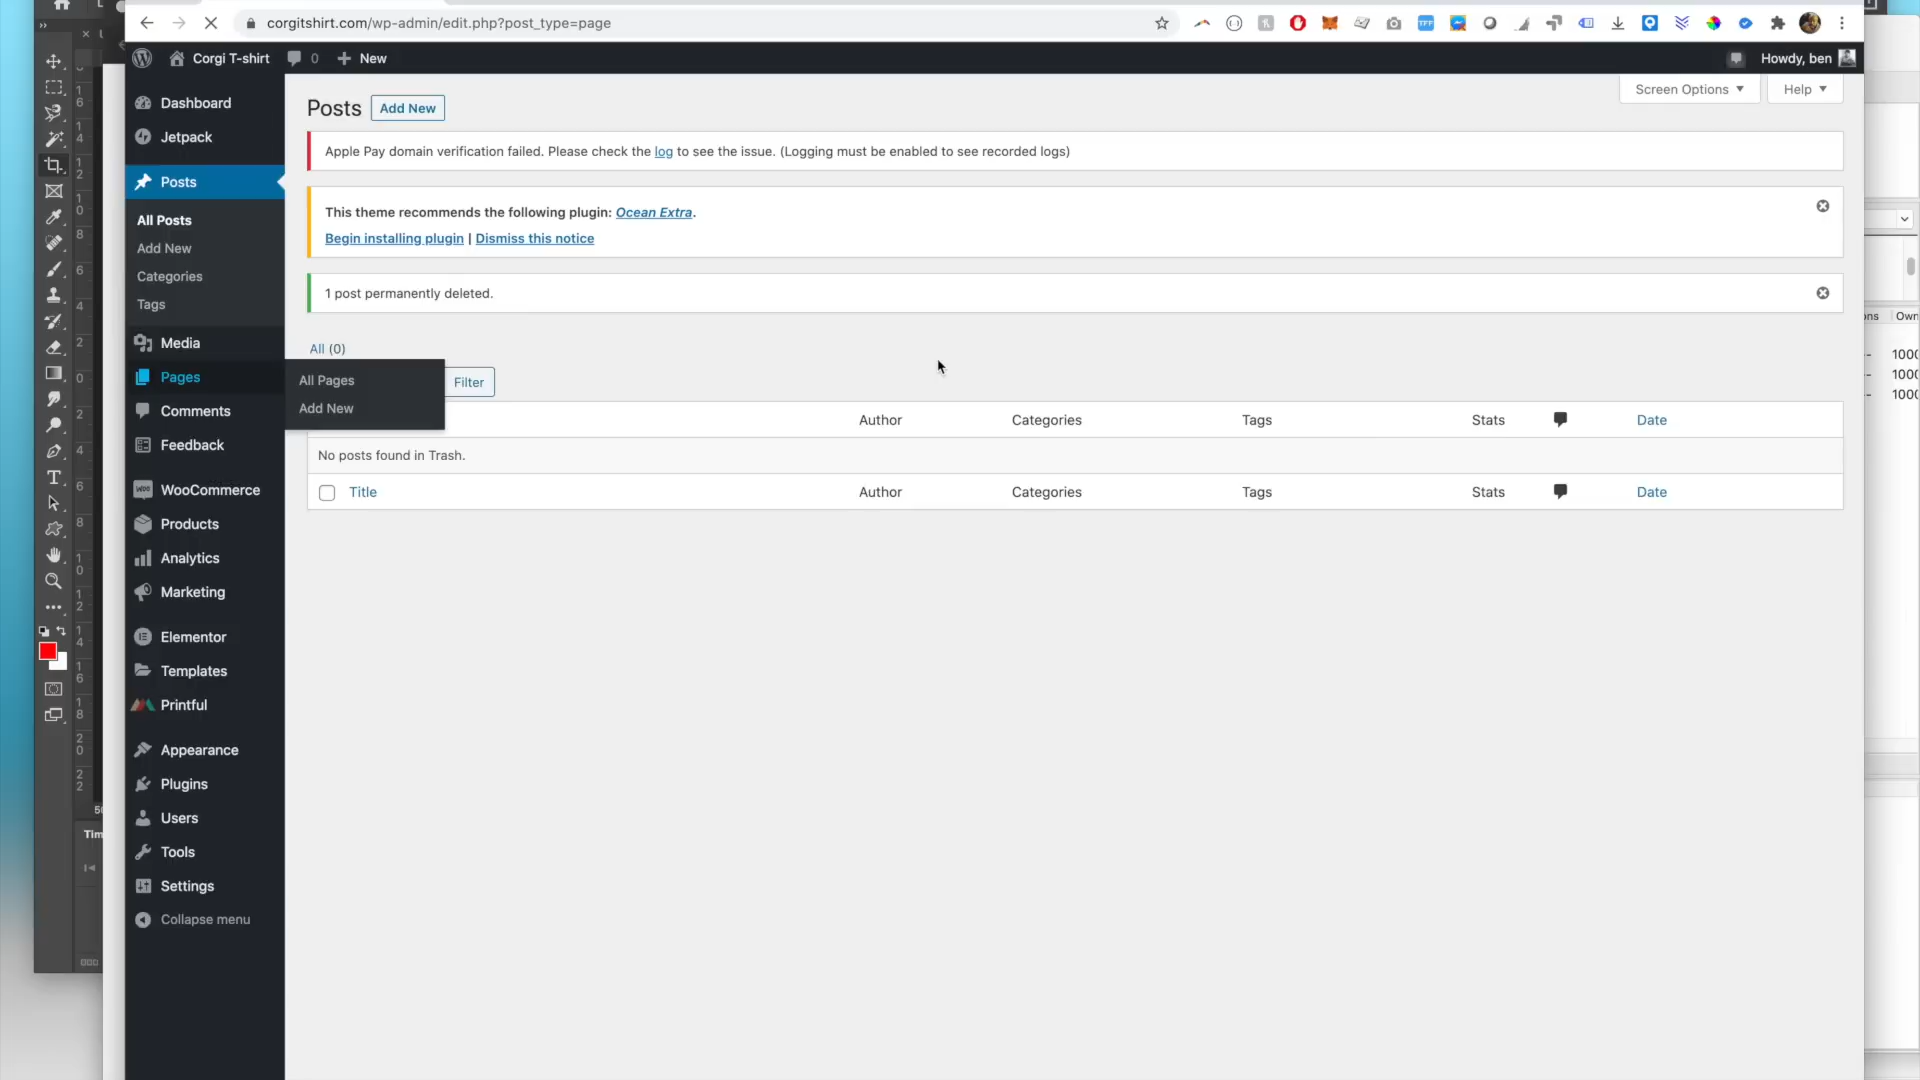 corgitshirt.com/wp-admin/edit.php?post_type=page
Corgi T-shirt 0 New Howdy, ben
Dashboard
Jetpack
Posts
All Posts
Add New
Categories
Tags
Media
Pages
Comments
Feedback
WooCommerce
Products
Analytics
Marketing
Elementor
Templates
Printful
Appearance
Plugins
Users
Tools
Settings
Collapse menu
All Pages
Add New
Posts Add New
Screen Options Help
Apple Pay domain verification failed. Please check the log to see the issue. (Logging must be enabled to see recorded logs)
This theme recommends the following plugin: Ocean Extra.
Begin installing plugin | Dismiss this notice
1 post permanently deleted.
All (0)
Filter
Author Categories Tags Stats Date
No posts found in Trash.
Title Author Categories Tags Stats Date